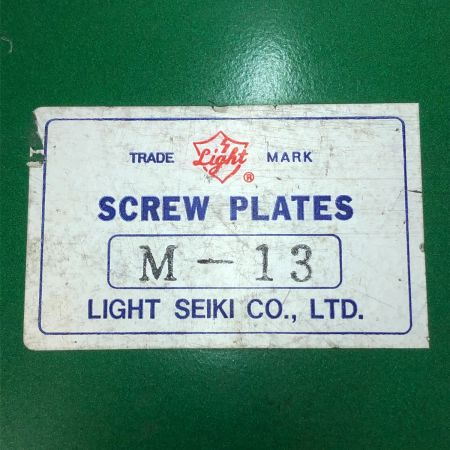 TRADE Light MARK
®
SCREW PLATES
M-13
LIGHT SEIKI CO., LTD.